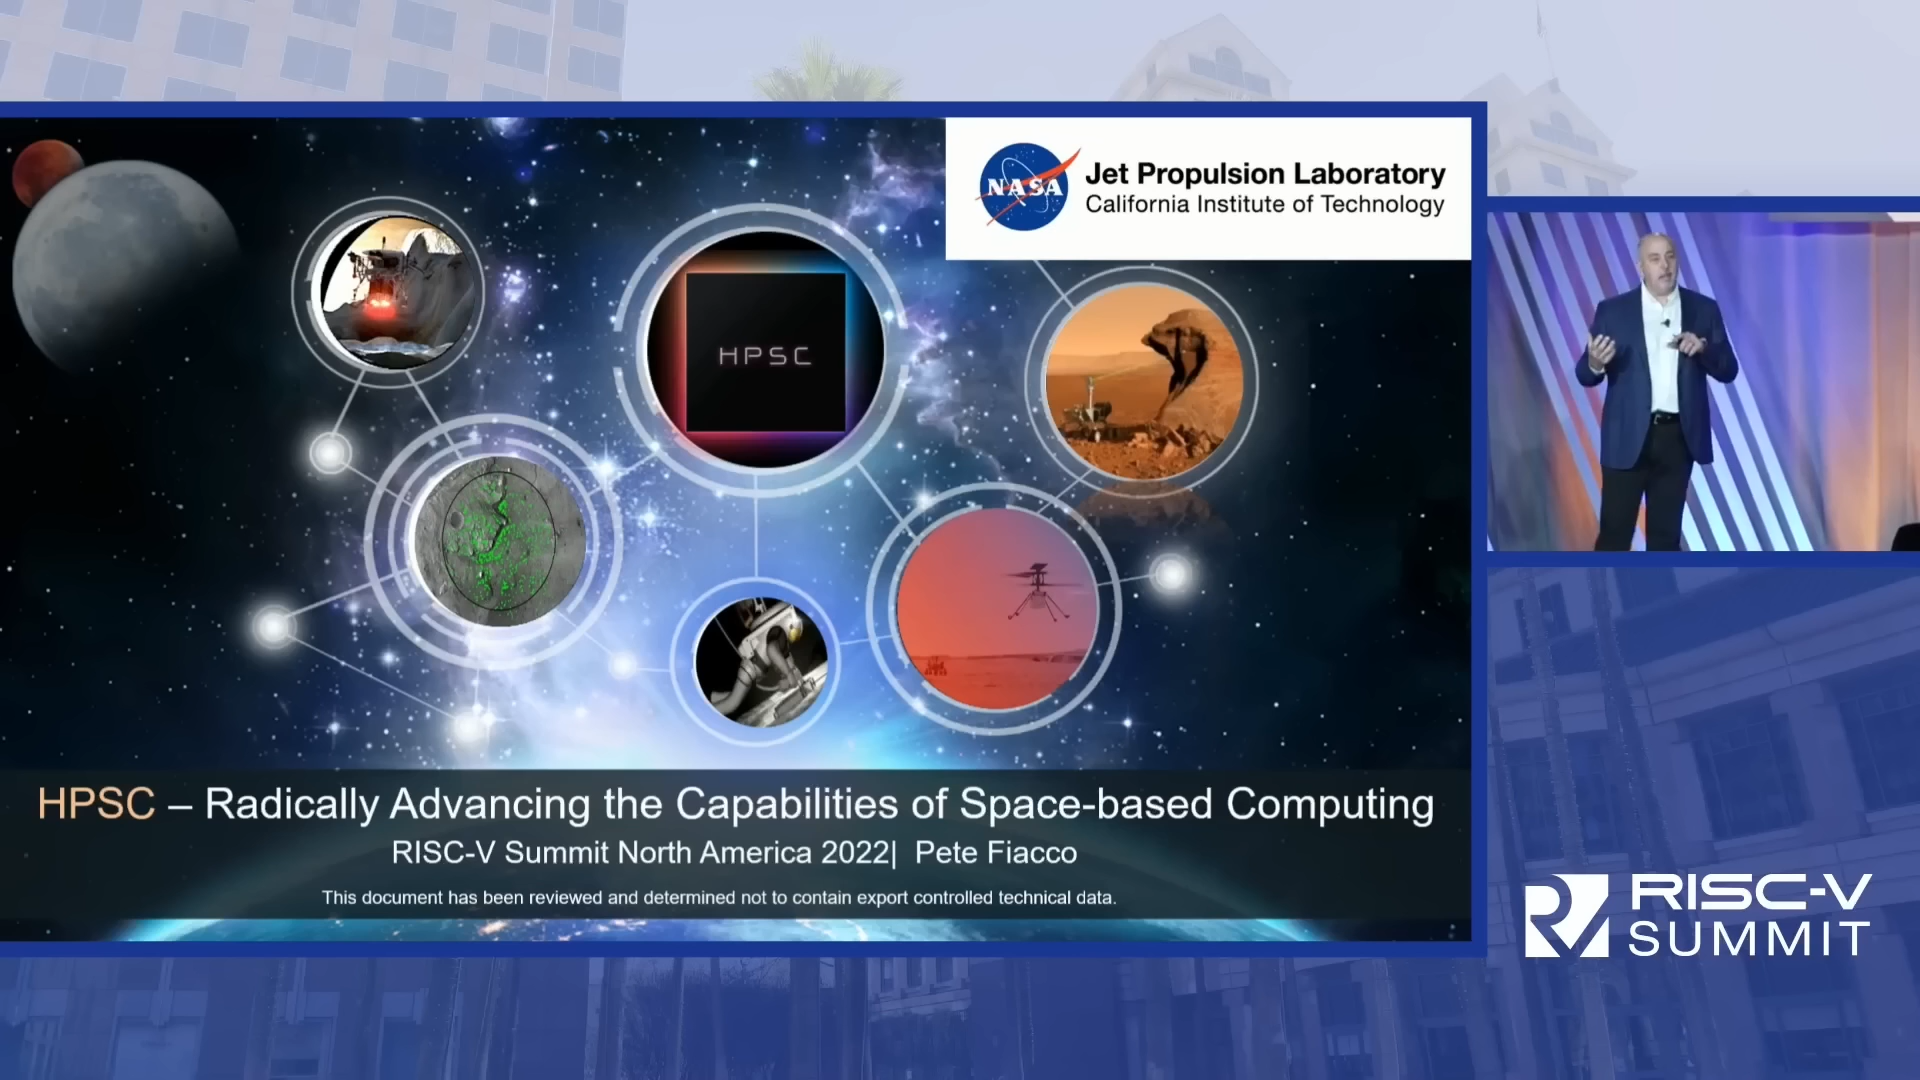 NASA
Jet Propulsion Laboratory
California Institute of Technology
HPSC
HPSC – Radically Advancing the Capabilities of Space-based Computing
RISC-V Summit North America 2022| Pete Fiacco
This document has been reviewed and determined not to contain export controlled technical data.
RISC-V
SUMMIT